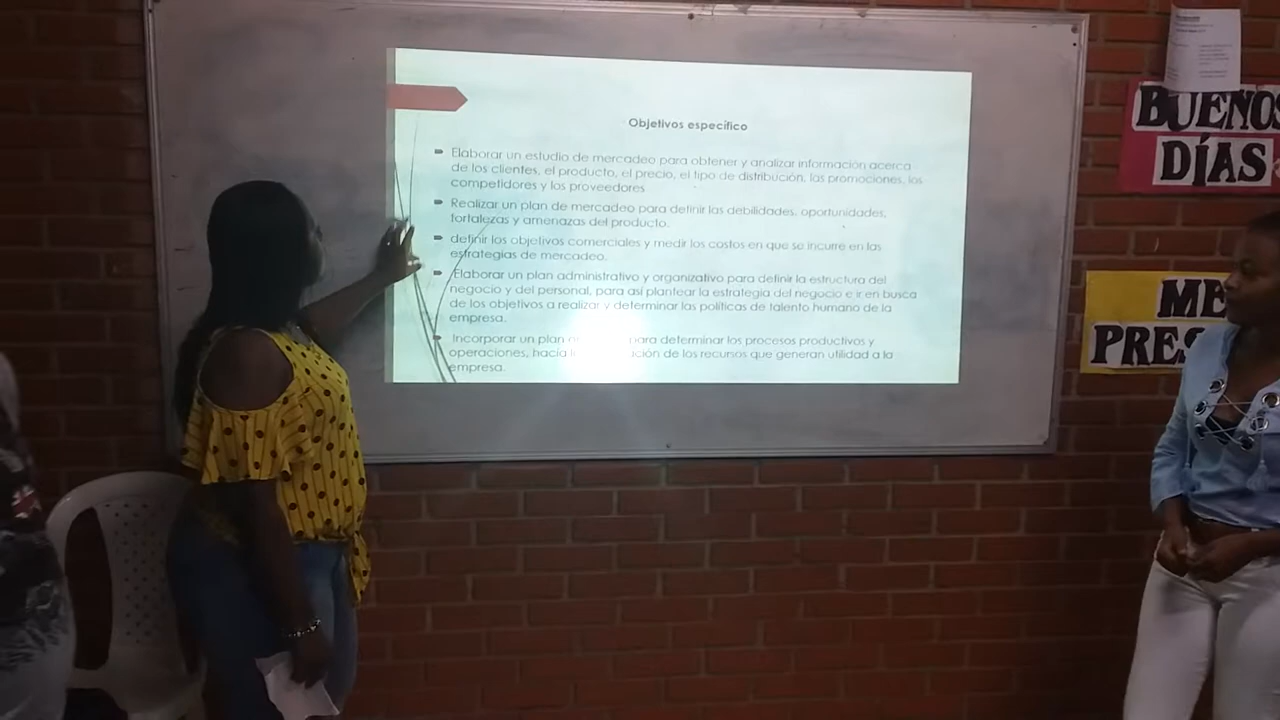 Objetivos específico
Elaborar un estudio de mercadeo para obtener y analizar información acerca
de los clientes, el producto, el precio, el tipo de distribución, las promociones, los
competidores y los proveedores
Realizar un plan de mercadeo para definir las debilidades, oportunidades,
fortalezas y amenazas del producto.
definir los objetivos comerciales y medir los costos en que se incurre en las
estrategias de mercadeo.
Elaborar un plan administrativo y organizativo para definir la estructura del
negocio y del personal, para así plantear la estrategia del negocio e ir en busca
de los objetivos a realizar y determinar las políticas de talento humano de la
empresa.
Incorporar un plan para determinar los procesos productivos y
operaciones, hacía de los recursos que generan utilidad a la
empresa.
BUENOS
DÍAS
ME